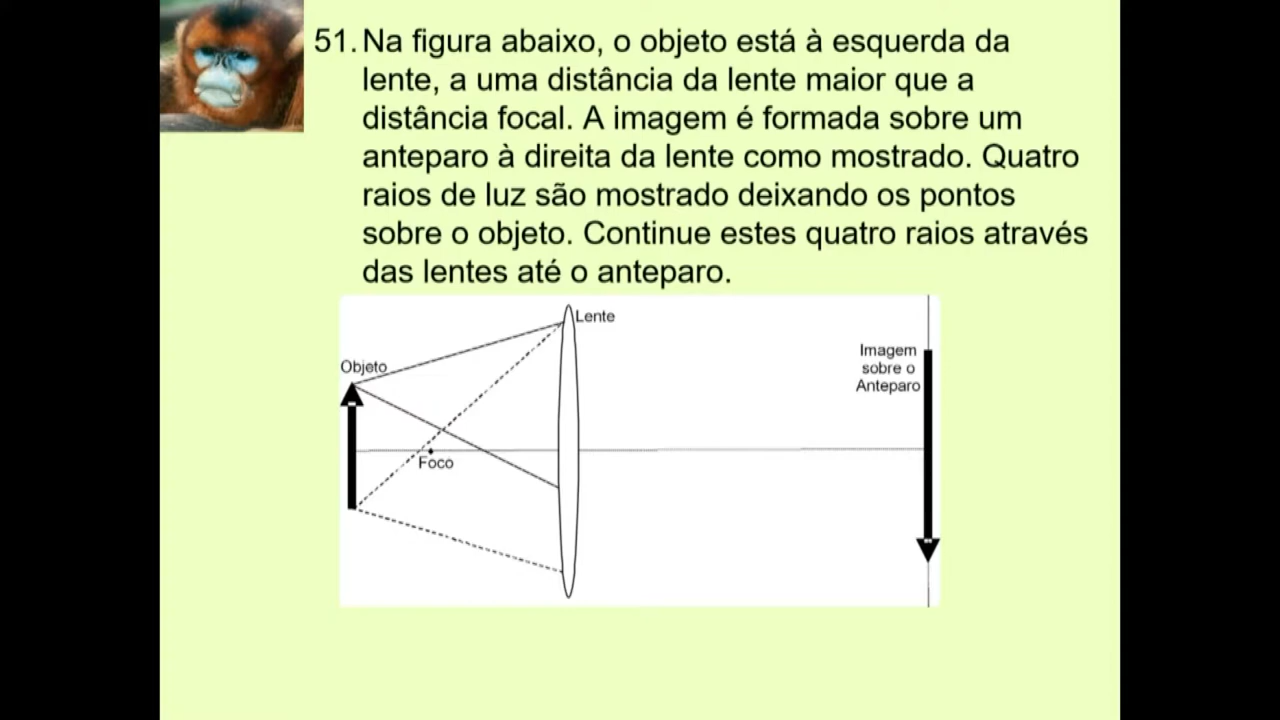 51. Na figura abaixo, o objeto está à esquerda da
lente, a uma distância da lente maior que a
distância focal. A imagem é formada sobre um
anteparo à direita da lente como mostrado. Quatro
raios de luz são mostrado deixando os pontos
sobre o objeto. Continue estes quatro raios através
das lentes até o anteparo.
Lente
Objeto
Imagem
sobre o
Anteparo
Foco